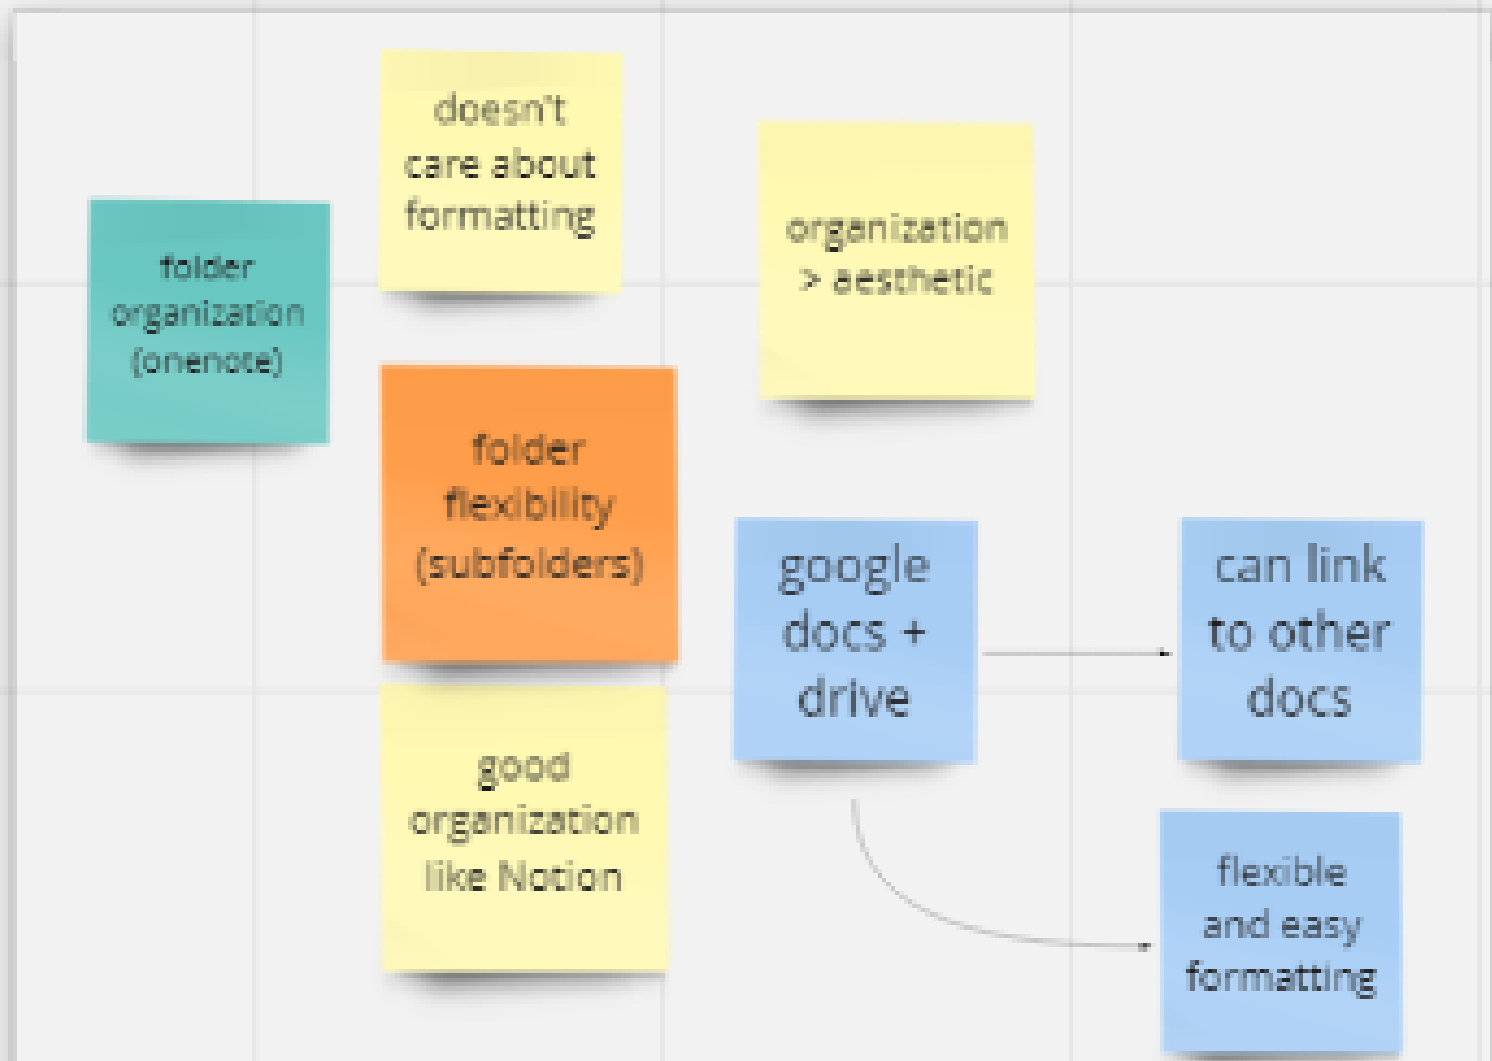 doesn't
care about
formatting
organization
> aesthetic
folder
organization
(onenote)
folder
flexibility
(subfolders)
google
docs +
drive
can link
to other
docs
good
organization
like Notion
flexible
and easy
formatting